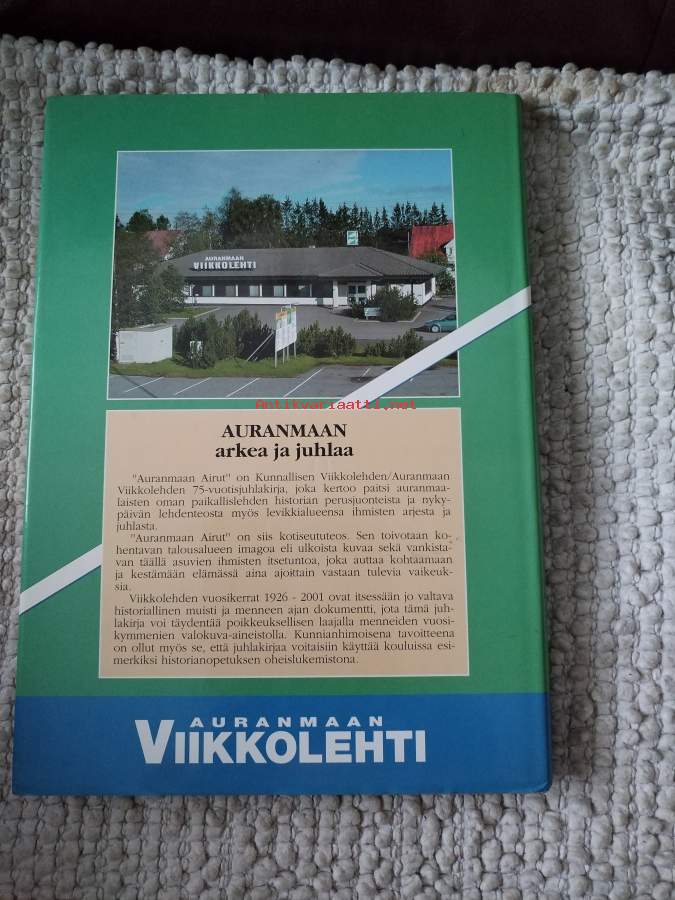 AURANMAAN
VIIKKOLEHTI
Antikvariaatti.net
AURANMAAN
arkea ja juhlaa
"Auranmaan Airut" on Kunnallisen Viikkolehden/Auranmaan
Viikkolehden 75-vuotisjuhlakirja, joka kertoo paitsi auranmaa-
laisten oman paikallislehden historian perusjuonteista ja nyky-
päivän lehdenteosta myös levikkialueensa ihmisten arjesta ja
juhlasta.
"Auranmaan Airut" on siis kotiseututeos. Sen toivotaan ko-
hentavan talousalueen imagoa eli ulkoista kuvaa sekä vankista-
van täällä asuvien ihmisten itsetuntoa, joka auttaa kohtaamaan
ja kestämään elämässä aina ajoittain vastaan tulevia vaikeuk-
sia.
Viikkolehden vuosikerrat 1926 - 2001 ovat itsessään jo valtava
historiallinen muisti ja menneen ajan dokumentti, jota tämä juh-
lakirja voi täydentää poikkeuksellisen laajalla menneiden vuosi-
kymmenien valokuva-aineistolla. Kunnianhimoisena tavoitteena
on ollut myös se, että juhlakirjaa voitaisiin käyttää kouluissa esi-
merkiksi historianopetuksen oheislukemistona.
AURANMAAN
VIIKKOLEHTI